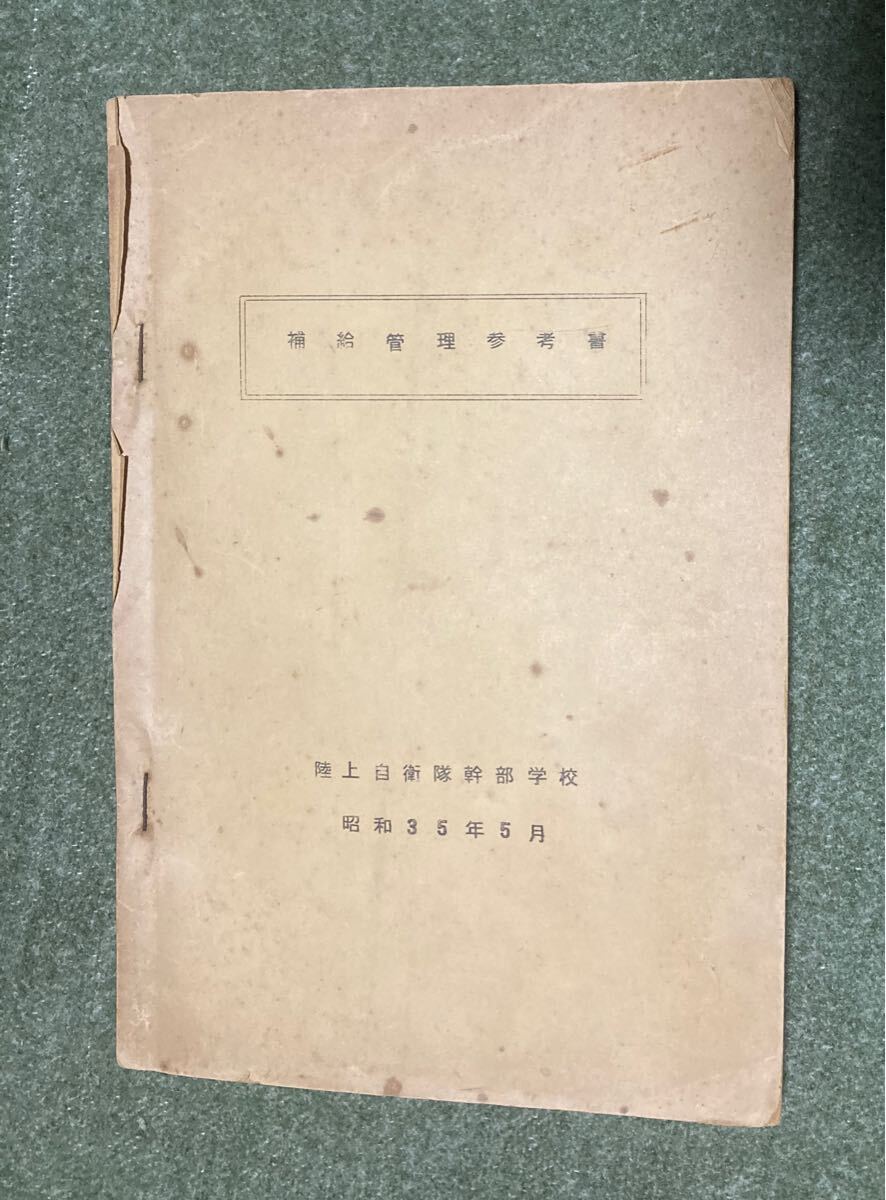 補給管理参考書
陸上自衛隊幹部学校
昭和35年5月